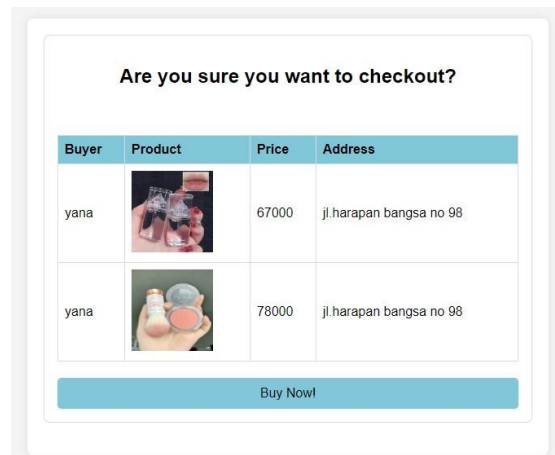 Are you sure you want to checkout?
Buyer Product Price Address
yana 67000 jl.harapan bangsa no 98
yana 78000 jl.harapan bangsa no 98
Buy Now!